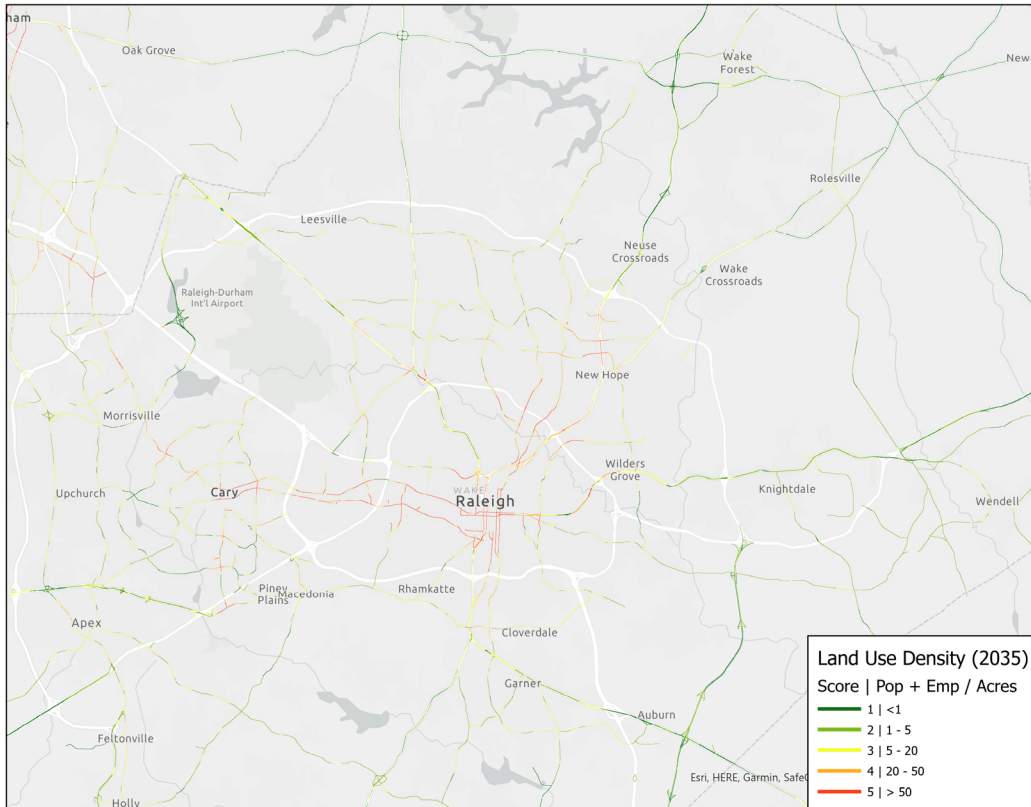 ham
Oak Grove
Wake
Forest
New
Rolesville
Leesville
Neuse
Crossroads
Wake
Crossroads
Raleigh-Durham
Int'l Airport
New Hope
Morrisville
Wilders
Grove
Upchurch
Cary
WAKE
Raleigh
Knightdale
Wendell
Piney
Plains
Macedonia
Rhamkatte
Apex
Cloverdale
Garner
Auburn
Feltonville
Holly
Esri, HERE, Garmin, SafeG
Land Use Density (2035)
Score | Pop + Emp / Acres
1 | <1
2 | 1 - 5
3 | 5 - 20
4 | 20 - 50
5 | > 50